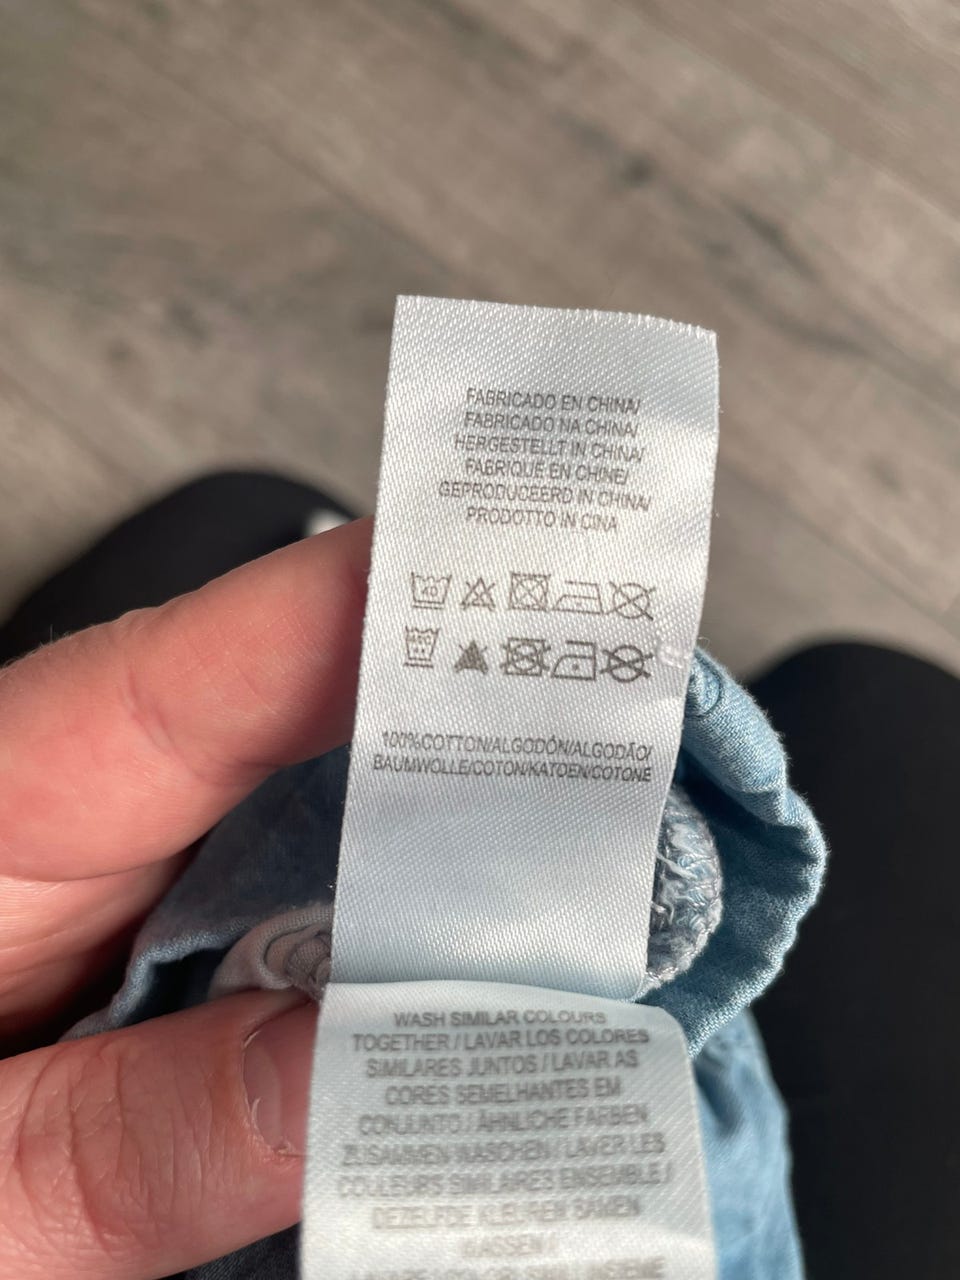 FABRICADO EN CHINA/
FABRICADO NA CHINA/
HERGESTELLT IN CHINA/
FABRIQUE EN CHINE/
GEPRODUCEERD IN CHINA/
PRODOTTO IN CINA
40
100%COTTON/ALGODÓN/ALGODÃO/
BAUMWOLLE/COTON/KATOEN/COTONE
WASH SIMILAR COLOURS
TOGETHER / LAVAR LOS COLORES
SIMILARES JUNTOS / LAVAR AS
CORES SEMELHANTES EM
CONJUNTO / ÄHNLICHE FARBEN
ZUSAMMEN WASCHEN / LAVER LES
COULEURS SIMILAIRES ENSEMBLE /
DEZELFDE KLEUREN SAMEN
WASSEN /